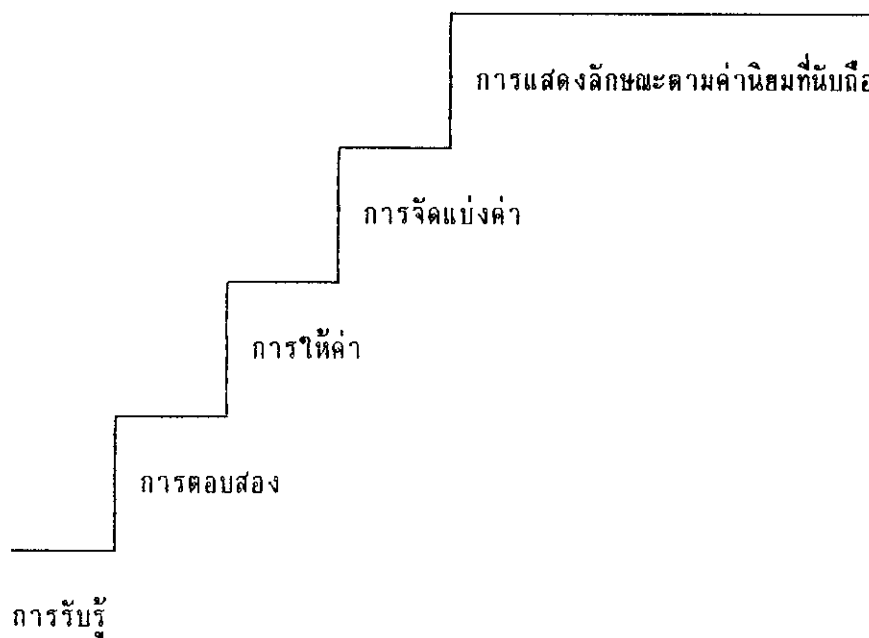 การแสดงลักษณะตามค่านิยมที่นับถือ
การจัดแบ่งค่า
การให้ค่า
การตอบสอง
การรับรู้